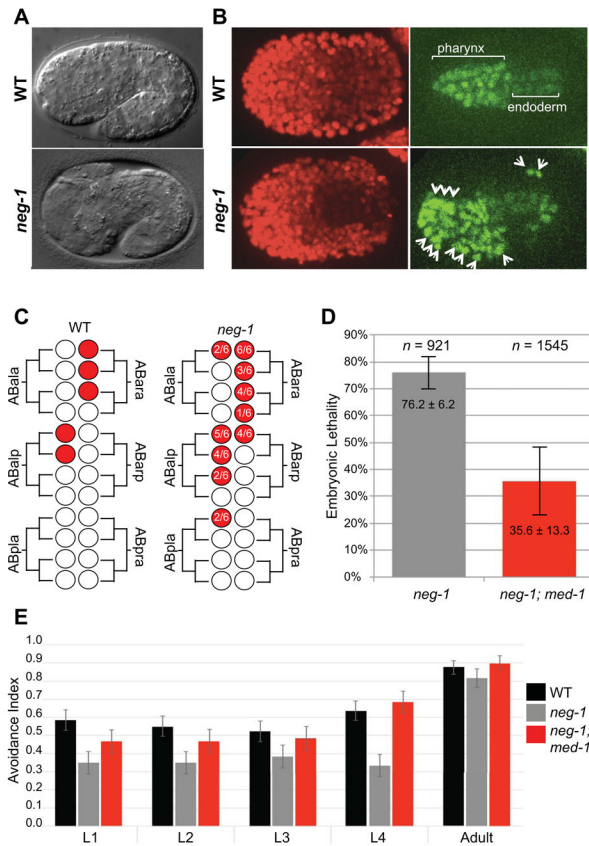 A
B
WT
neg-1
WT
neg-1
pharynx
endoderm
C
WT
neg-1
ABala
ABara
ABalp
ABarp
ABpla
ABpra
ABala
ABara
ABalp
ABarp
ABpla
ABpra
2/6 6/6
3/6
4/6
1/6
5/6 4/6
4/6
2/6
2/6
D
Embryonic Lethality
90%
80%
70%
60%
50%
40%
30%
20%
10%
0%
n = 921
n = 1545
76.2 ± 6.2
35.6 ± 13.3
neg-1
neg-1; med-1
E
Avoidance Index
1.0
0.9
0.8
0.7
0.6
0.5
0.4
0.3
0.2
0.1
0.0
L1
L2
L3
L4
Adult
WT
neg-1
neg-1;
med-1